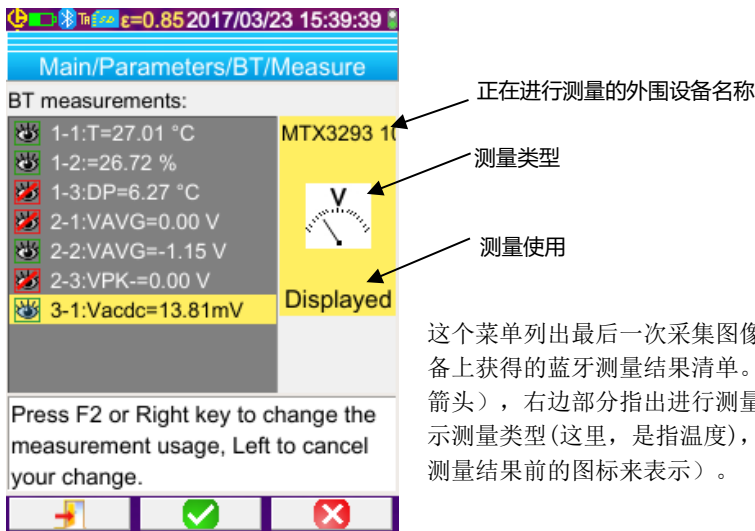 ε=0.85 2017/03/23 15:39:39
Main/Parameters/BT/Measure
BT measurements:
1-1:T=27.01 °C
1-2:=26.72 %
1-3:DP=6.27 °C
2-1:VAVG=0.00 V
2-2:VAVG=-1.15 V
2-3:VPK-=0.00 V
3-1:Vacdc=13.81mV
MTX3293 10
V
Displayed
Press F2 or Right key to change the
measurement usage, Left to cancel
your change.
正在进行测量的外围设备名称
测量类型
测量使用
这个菜单列出最后一次采集图像
备上获得的蓝牙测量结果清单。
箭头），右边部分指出进行测量
示测量类型(这里，是指温度)，
测量结果前的图标来表示）。